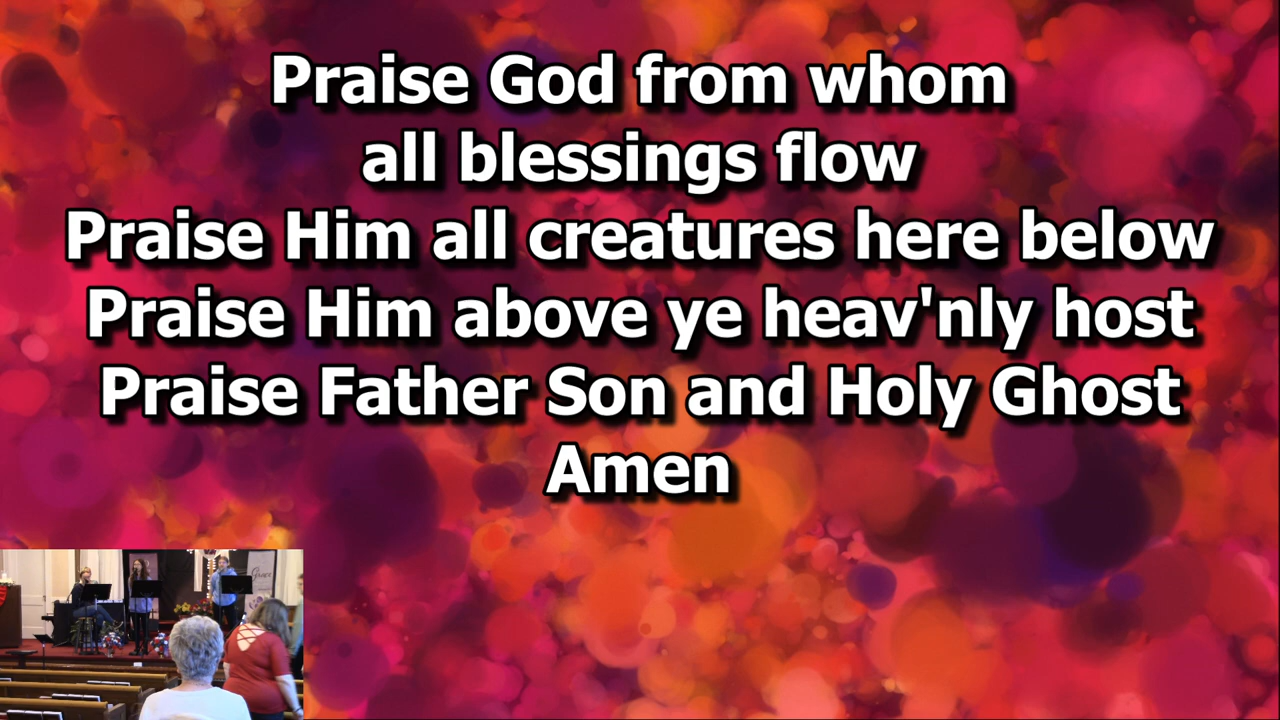 Praise God from whom
all blessings flow
Praise Him all creatures here below
Praise Him above ye heav'nly host
Praise Father Son and Holy Ghost
Amen
Grace